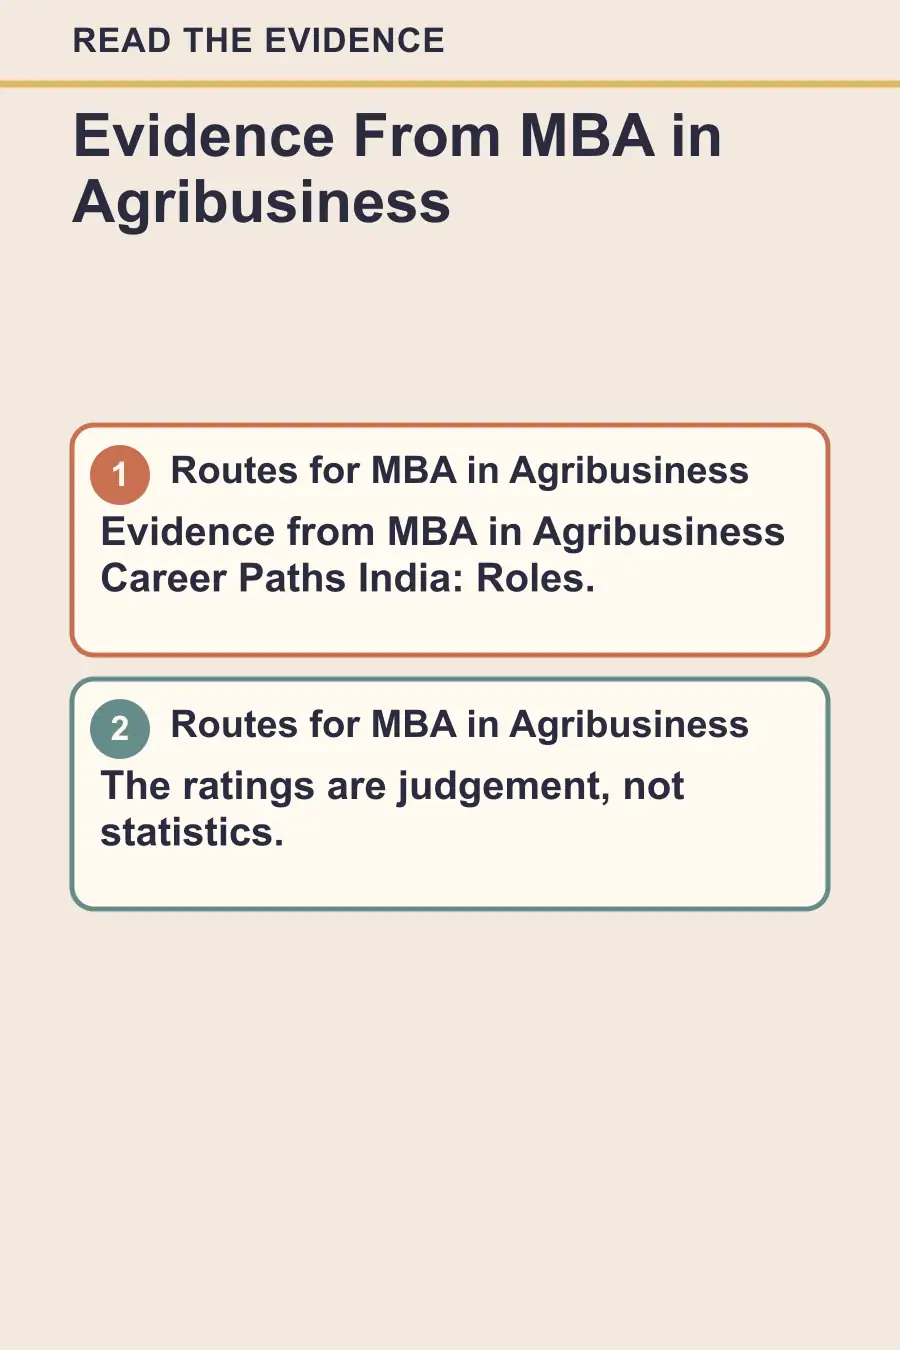 READ THE EVIDENCE
Evidence From MBA in
Agribusiness
1 Routes for MBA in Agribusiness
Evidence from MBA in Agribusiness
Career Paths India: Roles.
2 Routes for MBA in Agribusiness
The ratings are judgement, not
statistics.